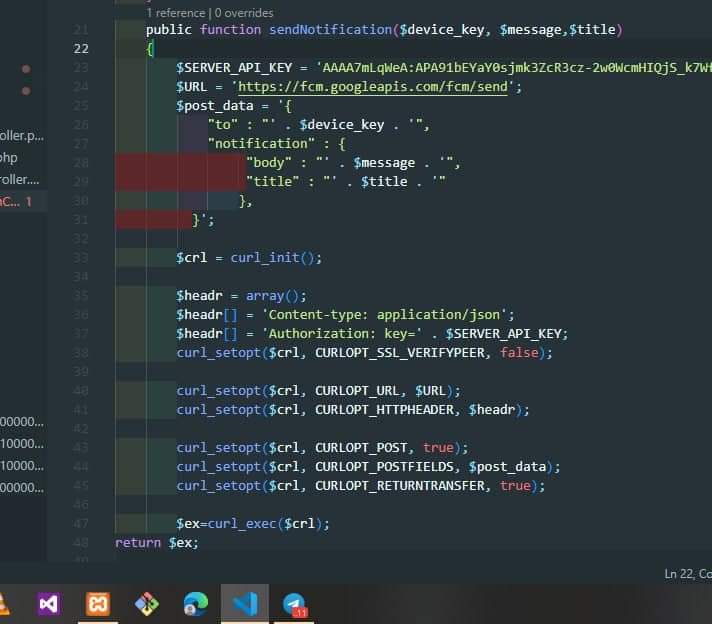 1 reference | 0 overrides
21 public function sendNotification($device_key, $message,$title)
22 {
23 $SERVER_API_KEY = 'AAAA7mLqWeA:APA91bEYaY0sjmk3ZcR3cz-2w0WcmHIQjS_k7W
24 $URL = 'https://fcm.googleapis.com/fcm/send';
25 $post_data = '{
26 "to" : "' . $device_key . '",
27 "notification" : {
28 "body" : "' . $message . '",
29 "title" : "' . $title . '"
30 },
31 }';
32
33 $crl = curl_init();
34
35 $headr = array();
36 $headr[] = 'Content-type: application/json';
37 $headr[] = 'Authorization: key=' . $SERVER_API_KEY;
38 curl_setopt($crl, CURLOPT_SSL_VERIFYPEER, false);
39
40 curl_setopt($crl, CURLOPT_URL, $URL);
41 curl_setopt($crl, CURLOPT_HTTPHEADER, $headr);
42
43 curl_setopt($crl, CURLOPT_POST, true);
44 curl_setopt($crl, CURLOPT_POSTFIELDS, $post_data);
45 curl_setopt($crl, CURLOPT_RETURNTRANSFER, true);
46
47 $ex=curl_exec($crl);
48 return $ex;
oller.p...
php
roller....
nC... 1
00000...
10000...
10000...
00000...
Ln 22, Co
11